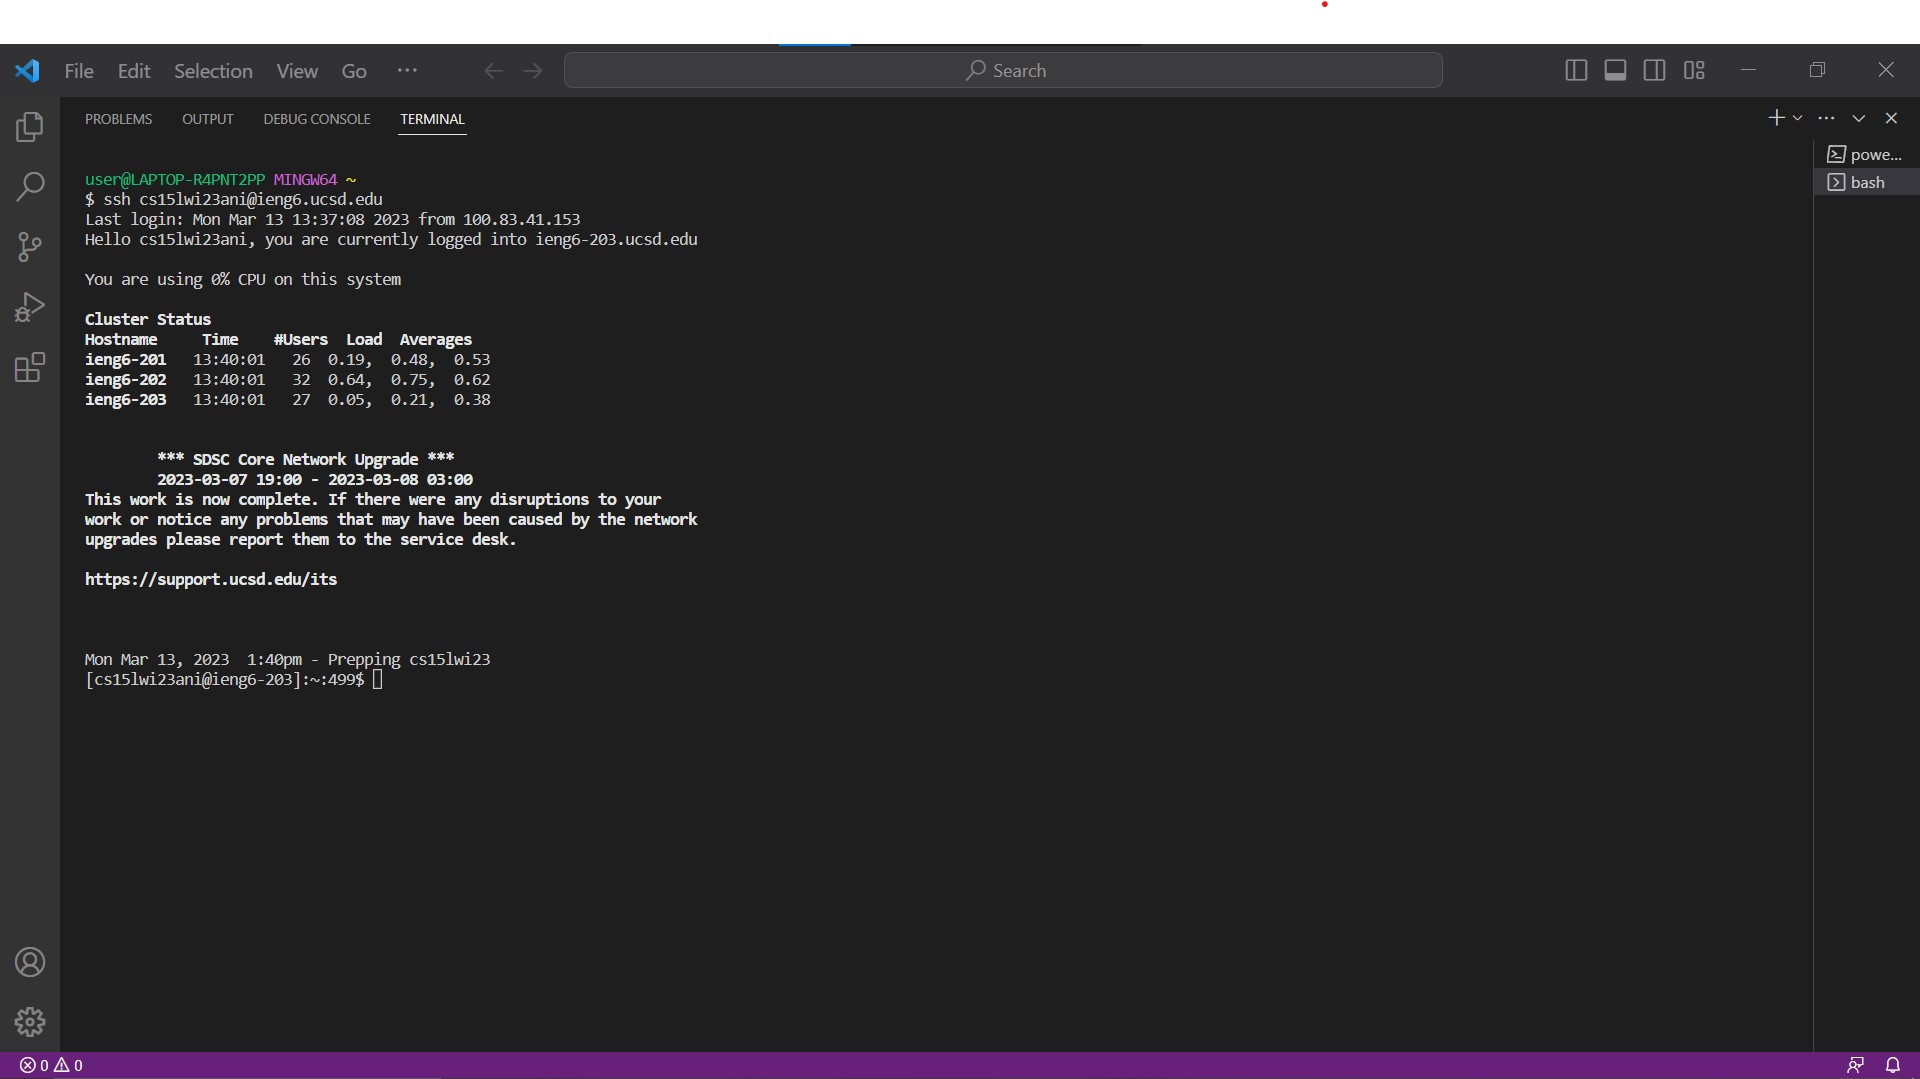 File Edit Selection View Go ··· Search
PROBLEMS OUTPUT DEBUG CONSOLE TERMINAL
powe...
bash
user@LAPTOP-R4PNT2PP MINGW64 ~
$ ssh cs15lwi23ani@ieng6.ucsd.edu
Last login: Mon Mar 13 13:37:08 2023 from 100.83.41.153
Hello cs15lwi23ani, you are currently logged into ieng6-203.ucsd.edu
You are using 0% CPU on this system
Cluster Status
Hostname     Time    #Users  Load  Averages
ieng6-201   13:40:01   26  0.19,  0.48,  0.53
ieng6-202   13:40:01   32  0.64,  0.75,  0.62
ieng6-203   13:40:01   27  0.05,  0.21,  0.38
*** SDSC Core Network Upgrade ***
2023-03-07 19:00 - 2023-03-08 03:00
This work is now complete. If there were any disruptions to your
work or notice any problems that may have been caused by the network
upgrades please report them to the service desk.
https://support.ucsd.edu/its
Mon Mar 13, 2023  1:40pm - Prepping cs15lwi23
[cs15lwi23ani@ieng6-203]:~:499$
0 0